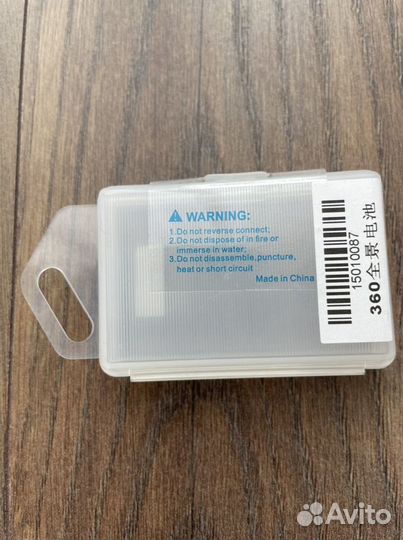 WARNING:
1.Do not reverse connect;
2.Do not dispose of in fire or
immerse in water;
3.Do not disassemble,puncture,
heat or short circuit
Made in China
15010087
360全景电池
Avito